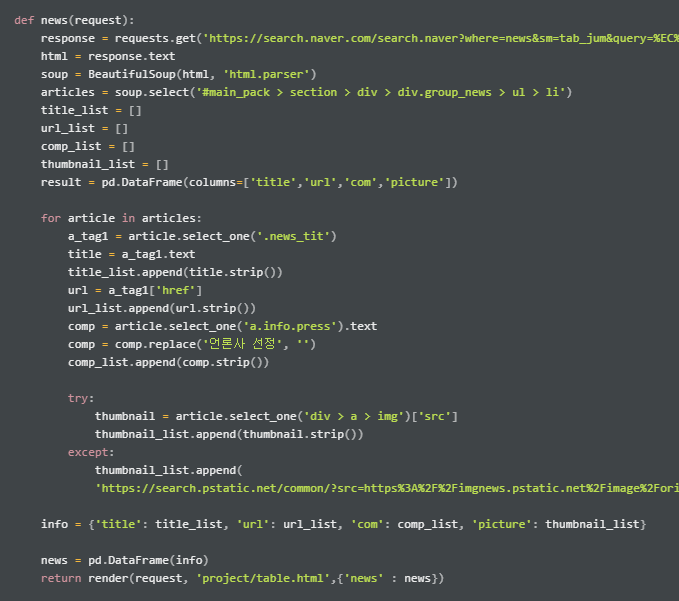 def news(request):
    response = requests.get('https://search.naver.com/search.naver?where=news&sm=tab_jum&query=%EC%
    html = response.text
    soup = BeautifulSoup(html, 'html.parser')
    articles = soup.select('#main_pack > section > div > div.group_news > ul > li')
    title_list = []
    url_list = []
    comp_list = []
    thumbnail_list = []
    result = pd.DataFrame(columns=['title','url','com','picture'])

    for article in articles:
        a_tag1 = article.select_one('.news_tit')
        title = a_tag1.text
        title_list.append(title.strip())
        url = a_tag1['href']
        url_list.append(url.strip())
        comp = article.select_one('a.info.press').text
        comp = comp.replace('언론사 선정', '')
        comp_list.append(comp.strip())

        try:
            thumbnail = article.select_one('div > a > img')['src']
            thumbnail_list.append(thumbnail.strip())
        except:
            thumbnail_list.append(
            'https://search.pstatic.net/common/?src=https%3A%2F%2Fimgnews.pstatic.net%2Fimage%2Fori

    info = {'title': title_list, 'url': url_list, 'com': comp_list, 'picture': thumbnail_list}

    news = pd.DataFrame(info)
    return render(request, 'project/table.html',{'news' : news})